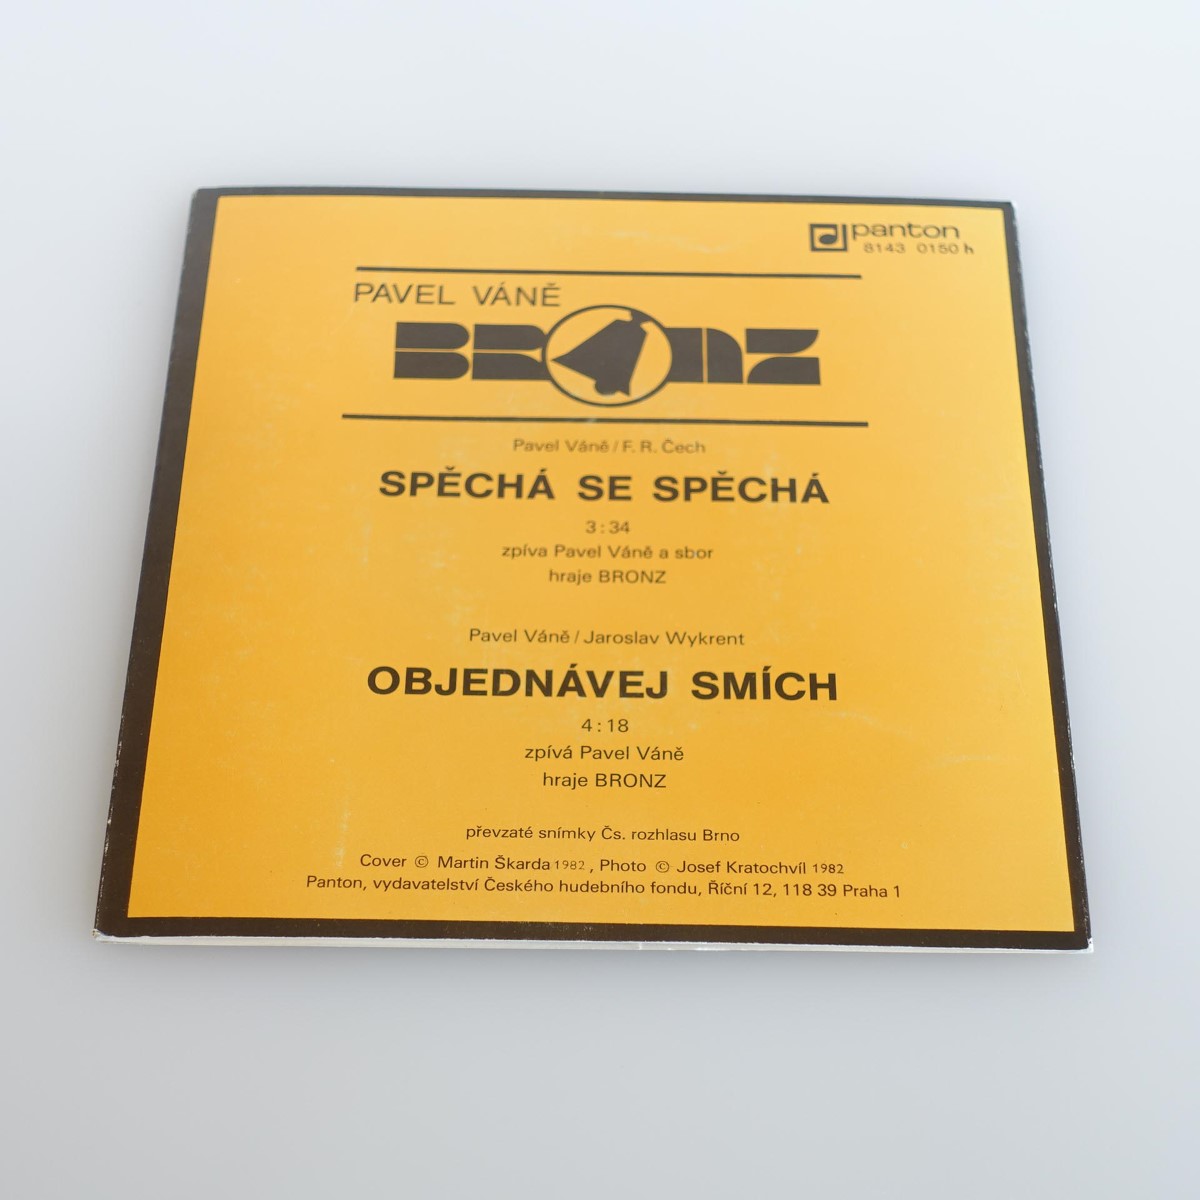 panton
8143 0150 h
PAVEL VÁNĚ
BRONZ
Pavel Váně / F. R. Čech
SPĚCHÁ SE SPĚCHÁ
3 : 34
zpíva Pavel Váně a sbor
hraje BRONZ
Pavel Váně / Jaroslav Wykrent
OBJEDNÁVEJ SMÍCH
4 : 18
zpívá Pavel Váně
hraje BRONZ
převzaté snímky Čs. rozhlasu Brno
Cover © Martin Škarda 1982 , Photo © Josef Kratochvíl 1982
Panton, vydavatelství Českého hudebního fondu, Říční 12, 118 39 Praha 1